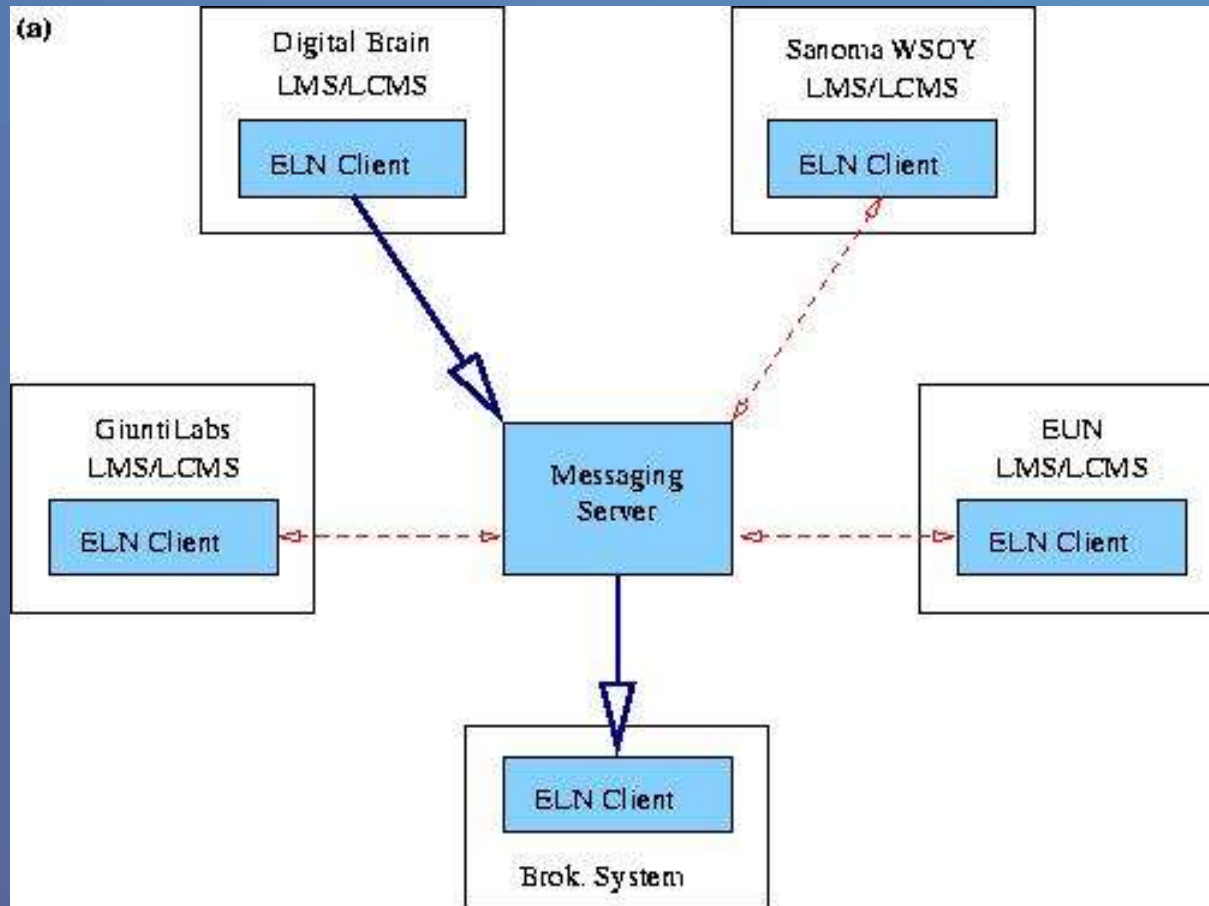 (a)
Digital Brain
LMS/LCMS
ELN Client
Sanoma WSOY
LMS/LCMS
ELN Client
GiuntiLabs
LMS/LCMS
ELN Client
Messaging
Server
EUN
LMS/LCMS
ELN Client
ELN Client
Brok. System